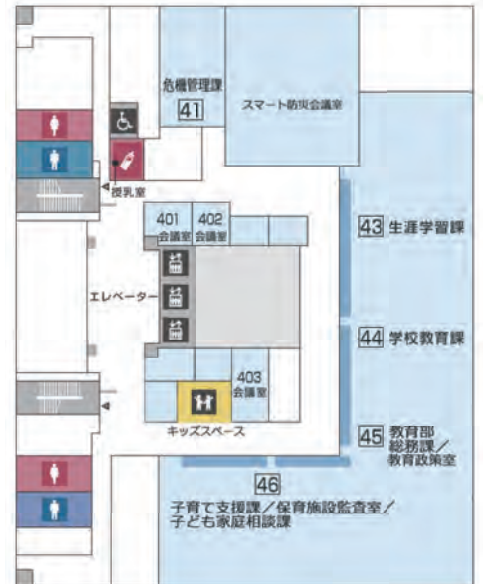 危機管理課
41
スマート防災会議室
授乳室
401
会議室
402
会議室
43 生涯学習課
エレベーター
44 学校教育課
403
会議室
キッズスペース
45 教育部
総務課／
教育政策室
46
子育て支援課／保育施設監査室／
子ども家庭相談課